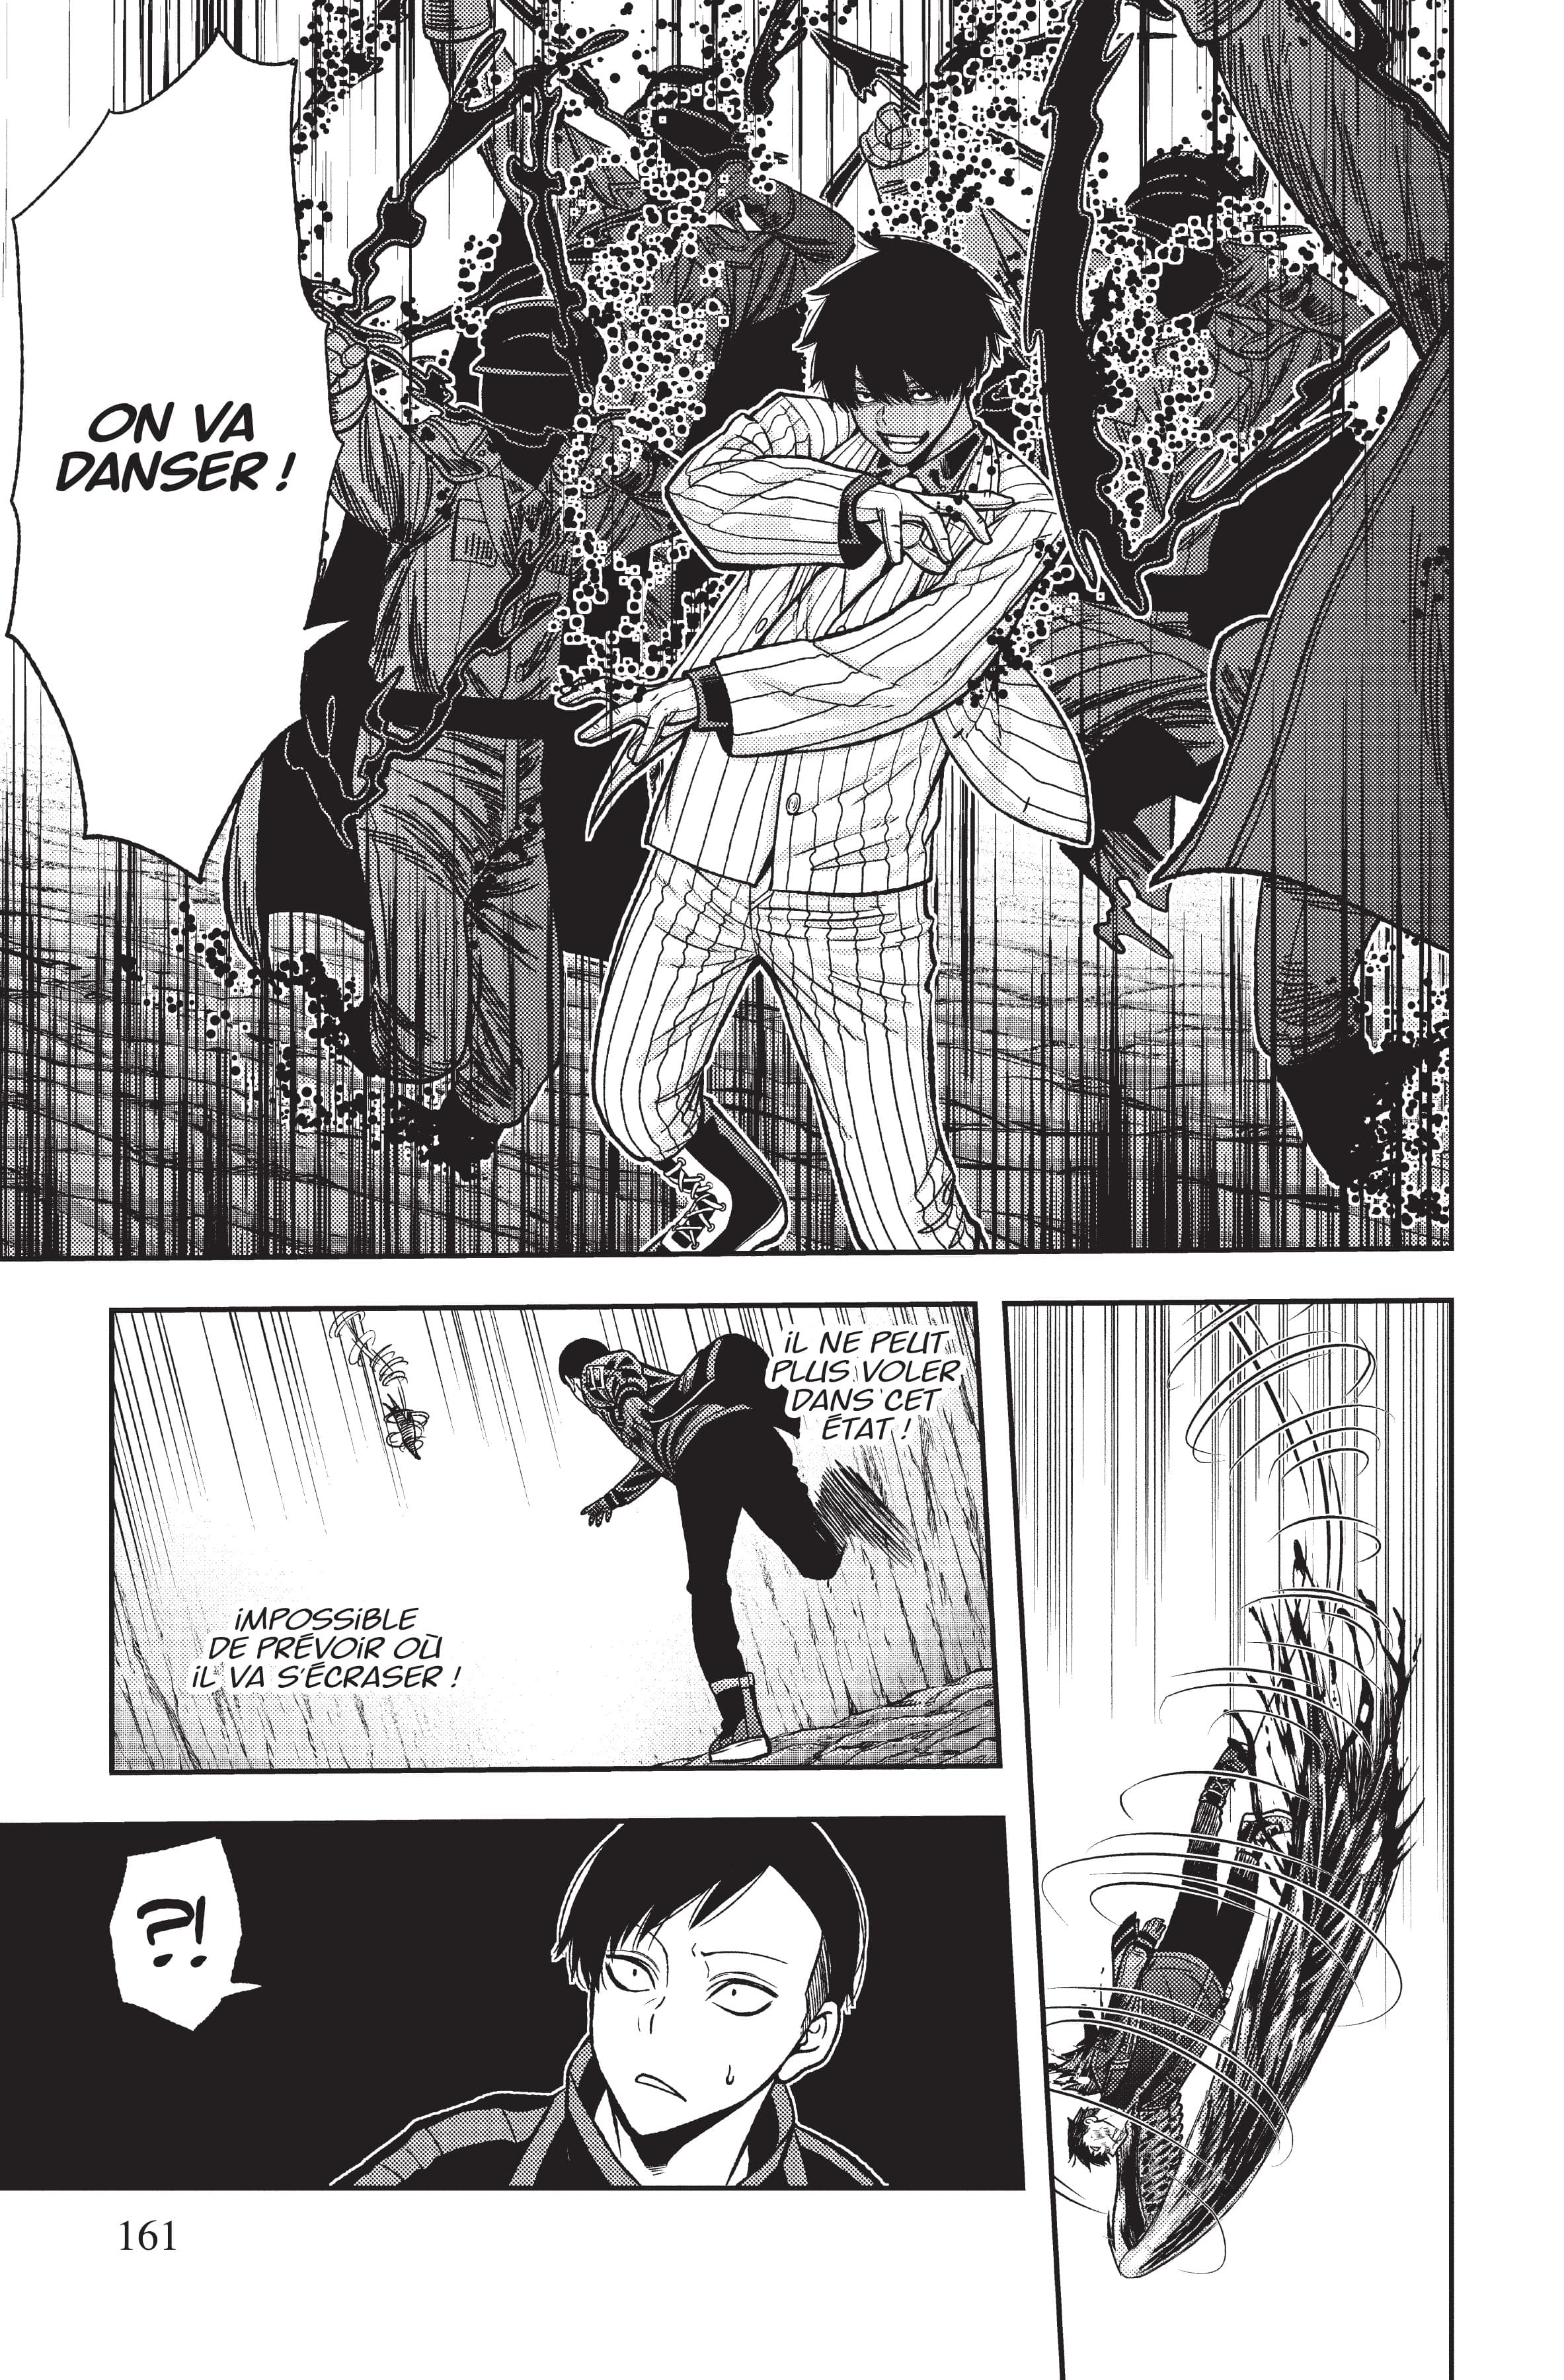 ON VA
DANSER !
iL NE PEUT
PLUS VOLER
DANS CET
ÉTAT !
iMPOSSiBLE
DE PRÉVOiR OÙ
iL VA S'ÉCRASER !
?!
161